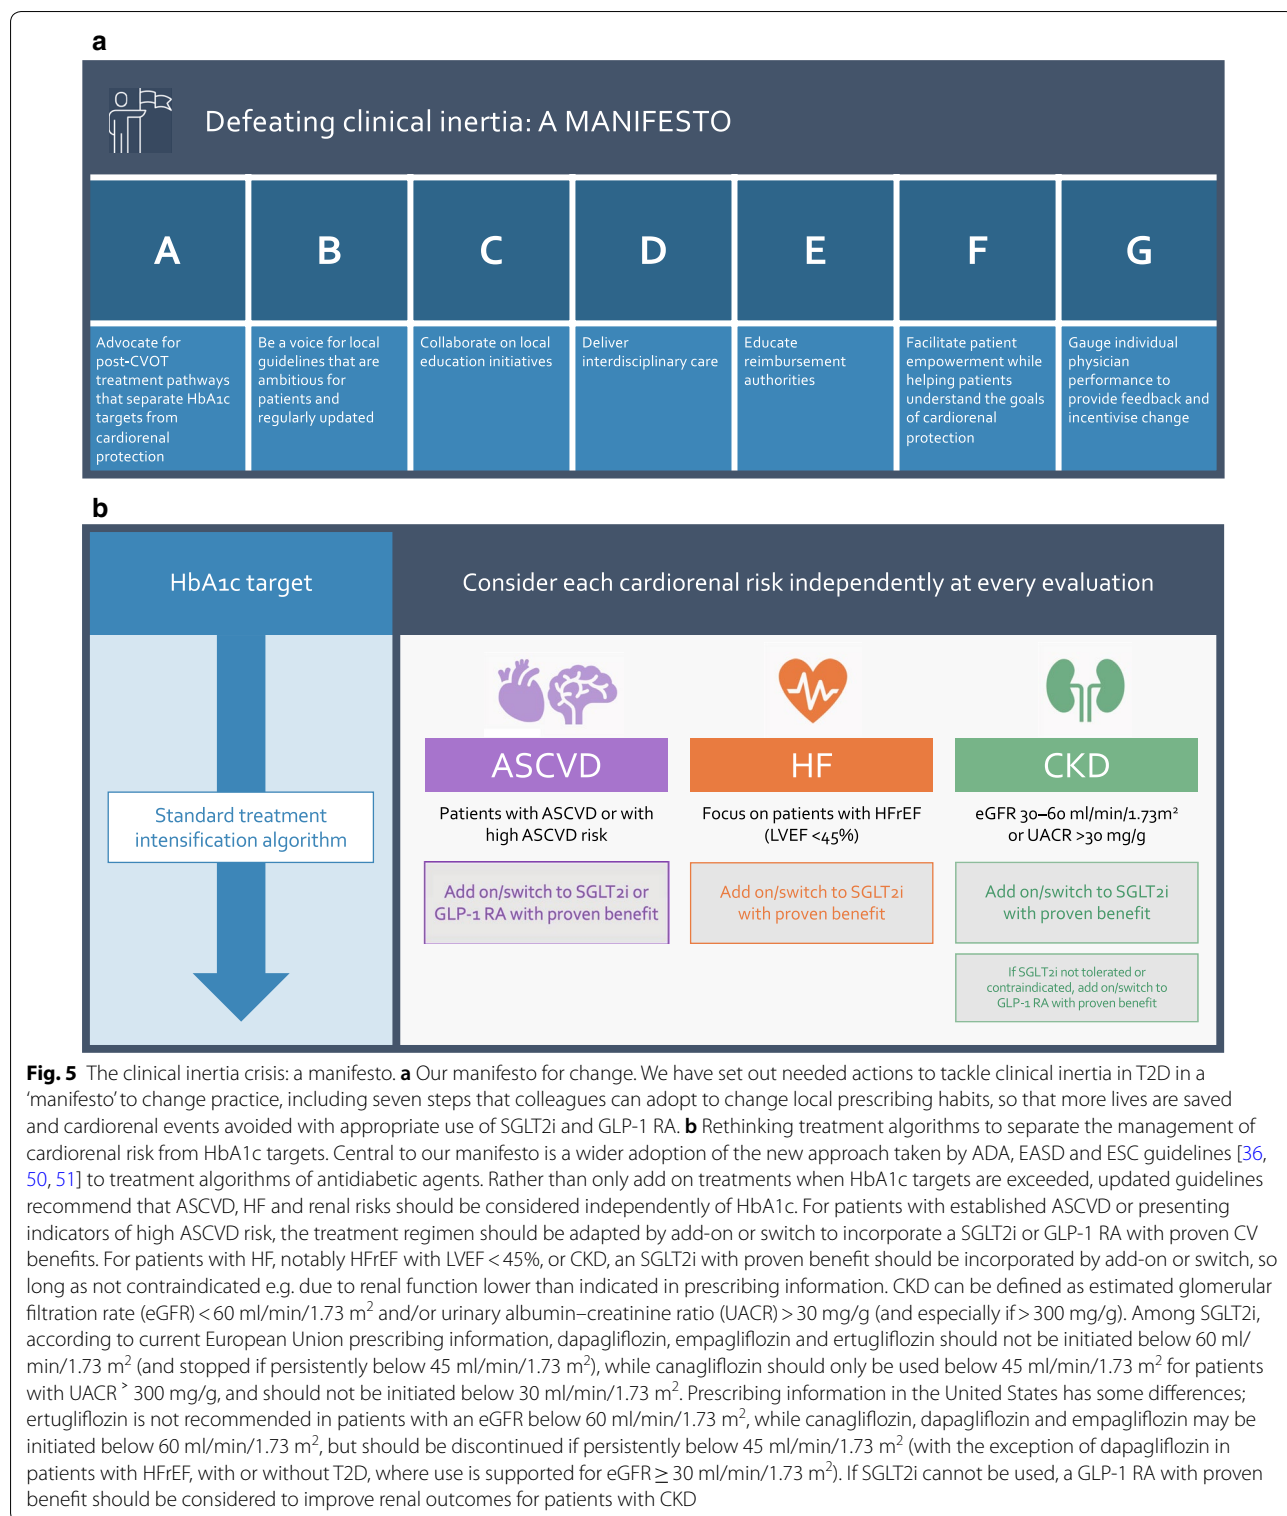 a
Defeating clinical inertia: A MANIFESTO
A
B
C
D
E
F
G
Advocate for
post-CVOT
treatment pathways
that separate HbA1c
targets from
cardiorenal
protection
Be a voice for local
guidelines that are
ambitious for
patients and
regularly updated
Collaborate on local
education initiatives
Deliver
interdisciplinary care
Educate
reimbursement
authorities
Facilitate patient
empowerment while
helping patients
understand the goals
of cardiorenal
protection
Gauge individual
physician
performance to
provide feedback and
incentivise change
b
HbA1c target
Consider each cardiorenal risk independently at every evaluation
Standard treatment
intensification algorithm
ASCVD
Patients with ASCVD or with
high ASCVD risk
Add on/switch to SGLT2i or
GLP-1 RA with proven benefit
HF
Focus on patients with HFrEF
(LVEF <45%)
Add on/switch to SGLT2i
with proven benefit
CKD
eGFR 30–60 ml/min/1.73m²
or UACR >30 mg/g
Add on/switch to SGLT2i
with proven benefit
If SGLT2i not tolerated or
contraindicated, add on/switch to
GLP-1 RA with proven benefit
Fig. 5 The clinical inertia crisis: a manifesto. a Our manifesto for change. We have set out needed actions to tackle clinical inertia in T2D in a
‘manifesto’ to change practice, including seven steps that colleagues can adopt to change local prescribing habits, so that more lives are saved
and cardiorenal events avoided with appropriate use of SGLT2i and GLP-1 RA. b Rethinking treatment algorithms to separate the management of
cardiorenal risk from HbA1c targets. Central to our manifesto is a wider adoption of the new approach taken by ADA, EASD and ESC guidelines [36,
50, 51] to treatment algorithms of antidiabetic agents. Rather than only add on treatments when HbA1c targets are exceeded, updated guidelines
recommend that ASCVD, HF and renal risks should be considered independently of HbA1c. For patients with established ASCVD or presenting
indicators of high ASCVD risk, the treatment regimen should be adapted by add-on or switch to incorporate a SGLT2i or GLP-1 RA with proven CV
benefits. For patients with HF, notably HFrEF with LVEF < 45%, or CKD, an SGLT2i with proven benefit should be incorporated by add-on or switch, so
long as not contraindicated e.g. due to renal function lower than indicated in prescribing information. CKD can be defined as estimated glomerular
filtration rate (eGFR) < 60 ml/min/1.73 m² and/or urinary albumin–creatinine ratio (UACR) > 30 mg/g (and especially if > 300 mg/g). Among SGLT2i,
according to current European Union prescribing information, dapagliflozin, empagliflozin and ertugliflozin should not be initiated below 60 ml/
min/1.73 m² (and stopped if persistently below 45 ml/min/1.73 m²), while canagliflozin should only be used below 45 ml/min/1.73 m² for patients
with UACR > 300 mg/g, and should not be initiated below 30 ml/min/1.73 m². Prescribing information in the United States has some differences;
ertugliflozin is not recommended in patients with an eGFR below 60 ml/min/1.73 m², while canagliflozin, dapagliflozin and empagliflozin may be
initiated below 60 ml/min/1.73 m², but should be discontinued if persistently below 45 ml/min/1.73 m² (with the exception of dapagliflozin in
patients with HFrEF, with or without T2D, where use is supported for eGFR ≥ 30 ml/min/1.73 m²). If SGLT2i cannot be used, a GLP-1 RA with proven
benefit should be considered to improve renal outcomes for patients with CKD